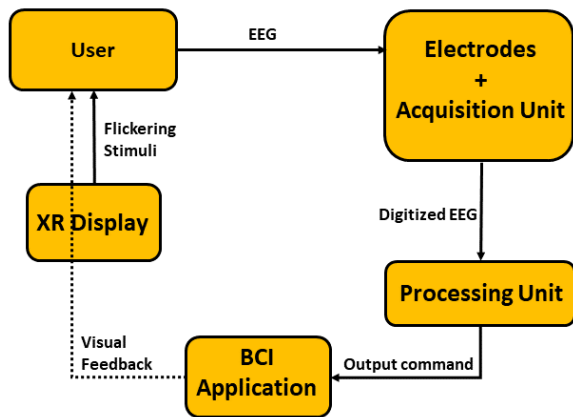 User
EEG
Electrodes
+
Acquisition Unit
Flickering
Stimuli
XR Display
Digitized EEG
Processing Unit
Visual
Feedback
BCI
Application
Output command